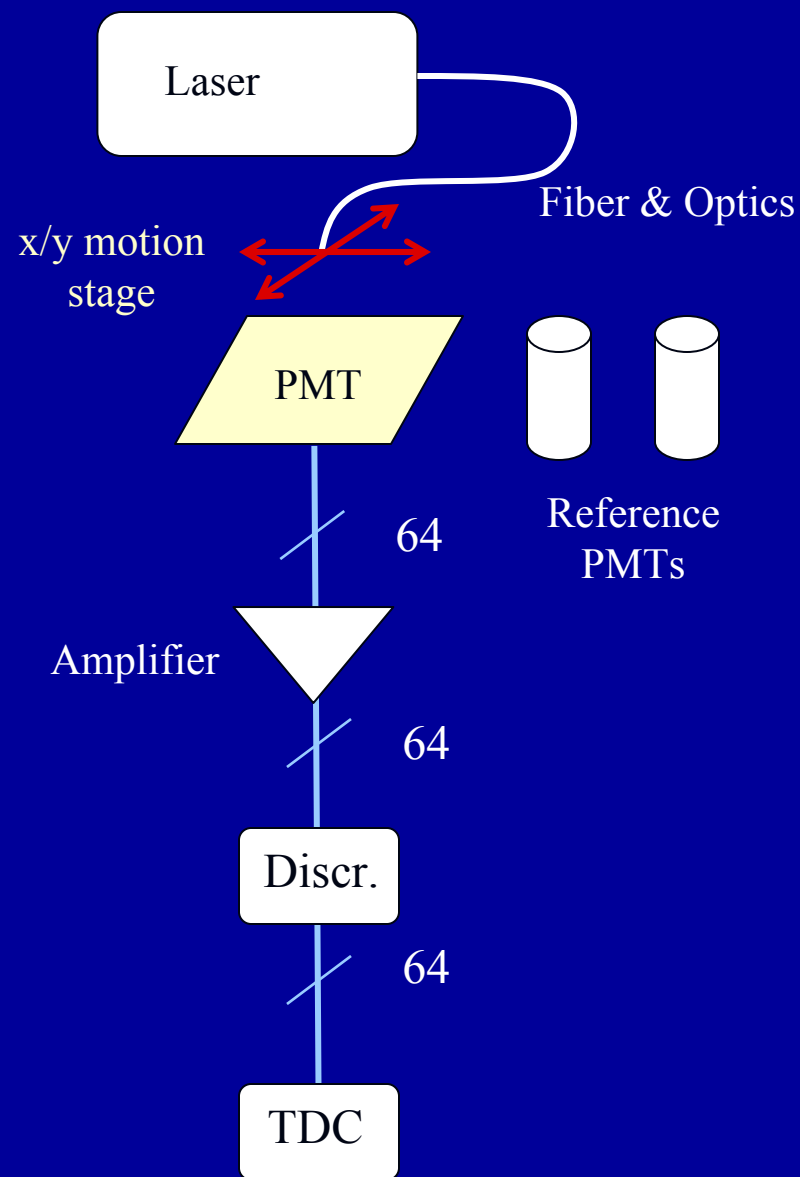 Laser
Fiber & Optics
x/y motion
stage
PMT
64
Reference
PMTs
Amplifier
64
Discr.
64
TDC